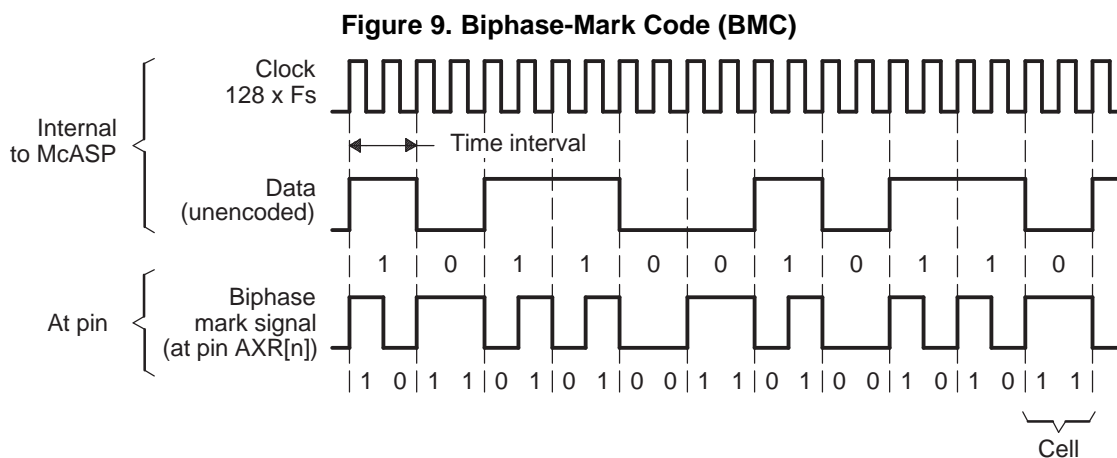 Figure 9. Biphase-Mark Code (BMC)
Clock
128 x Fs
Internal
to McASP
Time interval
Data
(unencoded)
1 0 1 1 0 0 1 0 1 1 0
At pin
Biphase
mark signal
(at pin AXR[n])
1 0 1 1 0 1 0 1 0 0 1 1 0 1 0 0 1 0 1 0 1 1
Cell